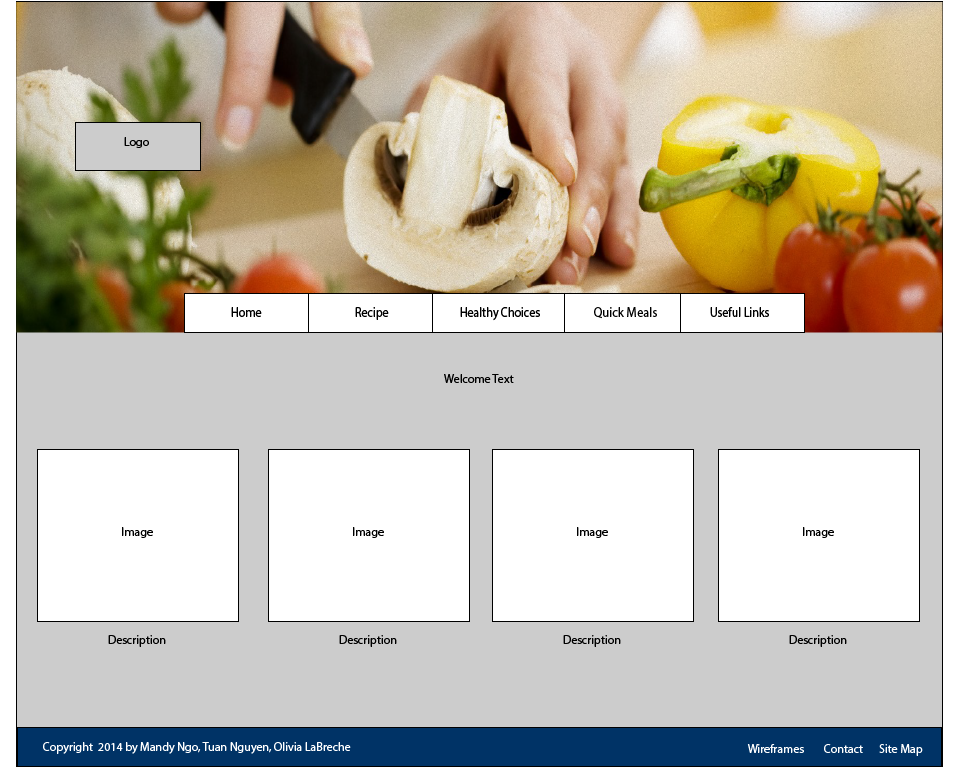 Logo
Home Recipe Healthy Choices Quick Meals Useful Links
Welcome Text
Image Image Image Image
Description Description Description Description
Copyright 2014 by Mandy Ngo, Tuan Nguyen, Olivia LaBreche Wireframes Contact Site Map